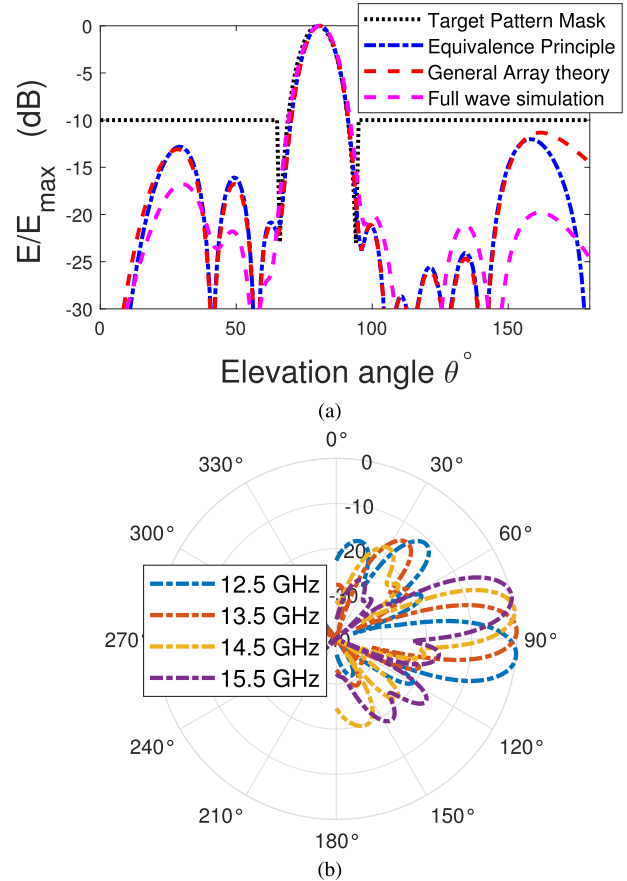 Target Pattern Mask
Equivalence Principle
General Array theory
Full wave simulation
E/E_max (dB)
0
-5
-10
-15
-20
-25
-30
0
50
100
150
Elevation angle θ°
(a)
0°
330°
30°
300°
60°
270°
90°
240°
120°
210°
150°
180°
0
-10
-20
-30
12.5 GHz
13.5 GHz
14.5 GHz
15.5 GHz
(b)